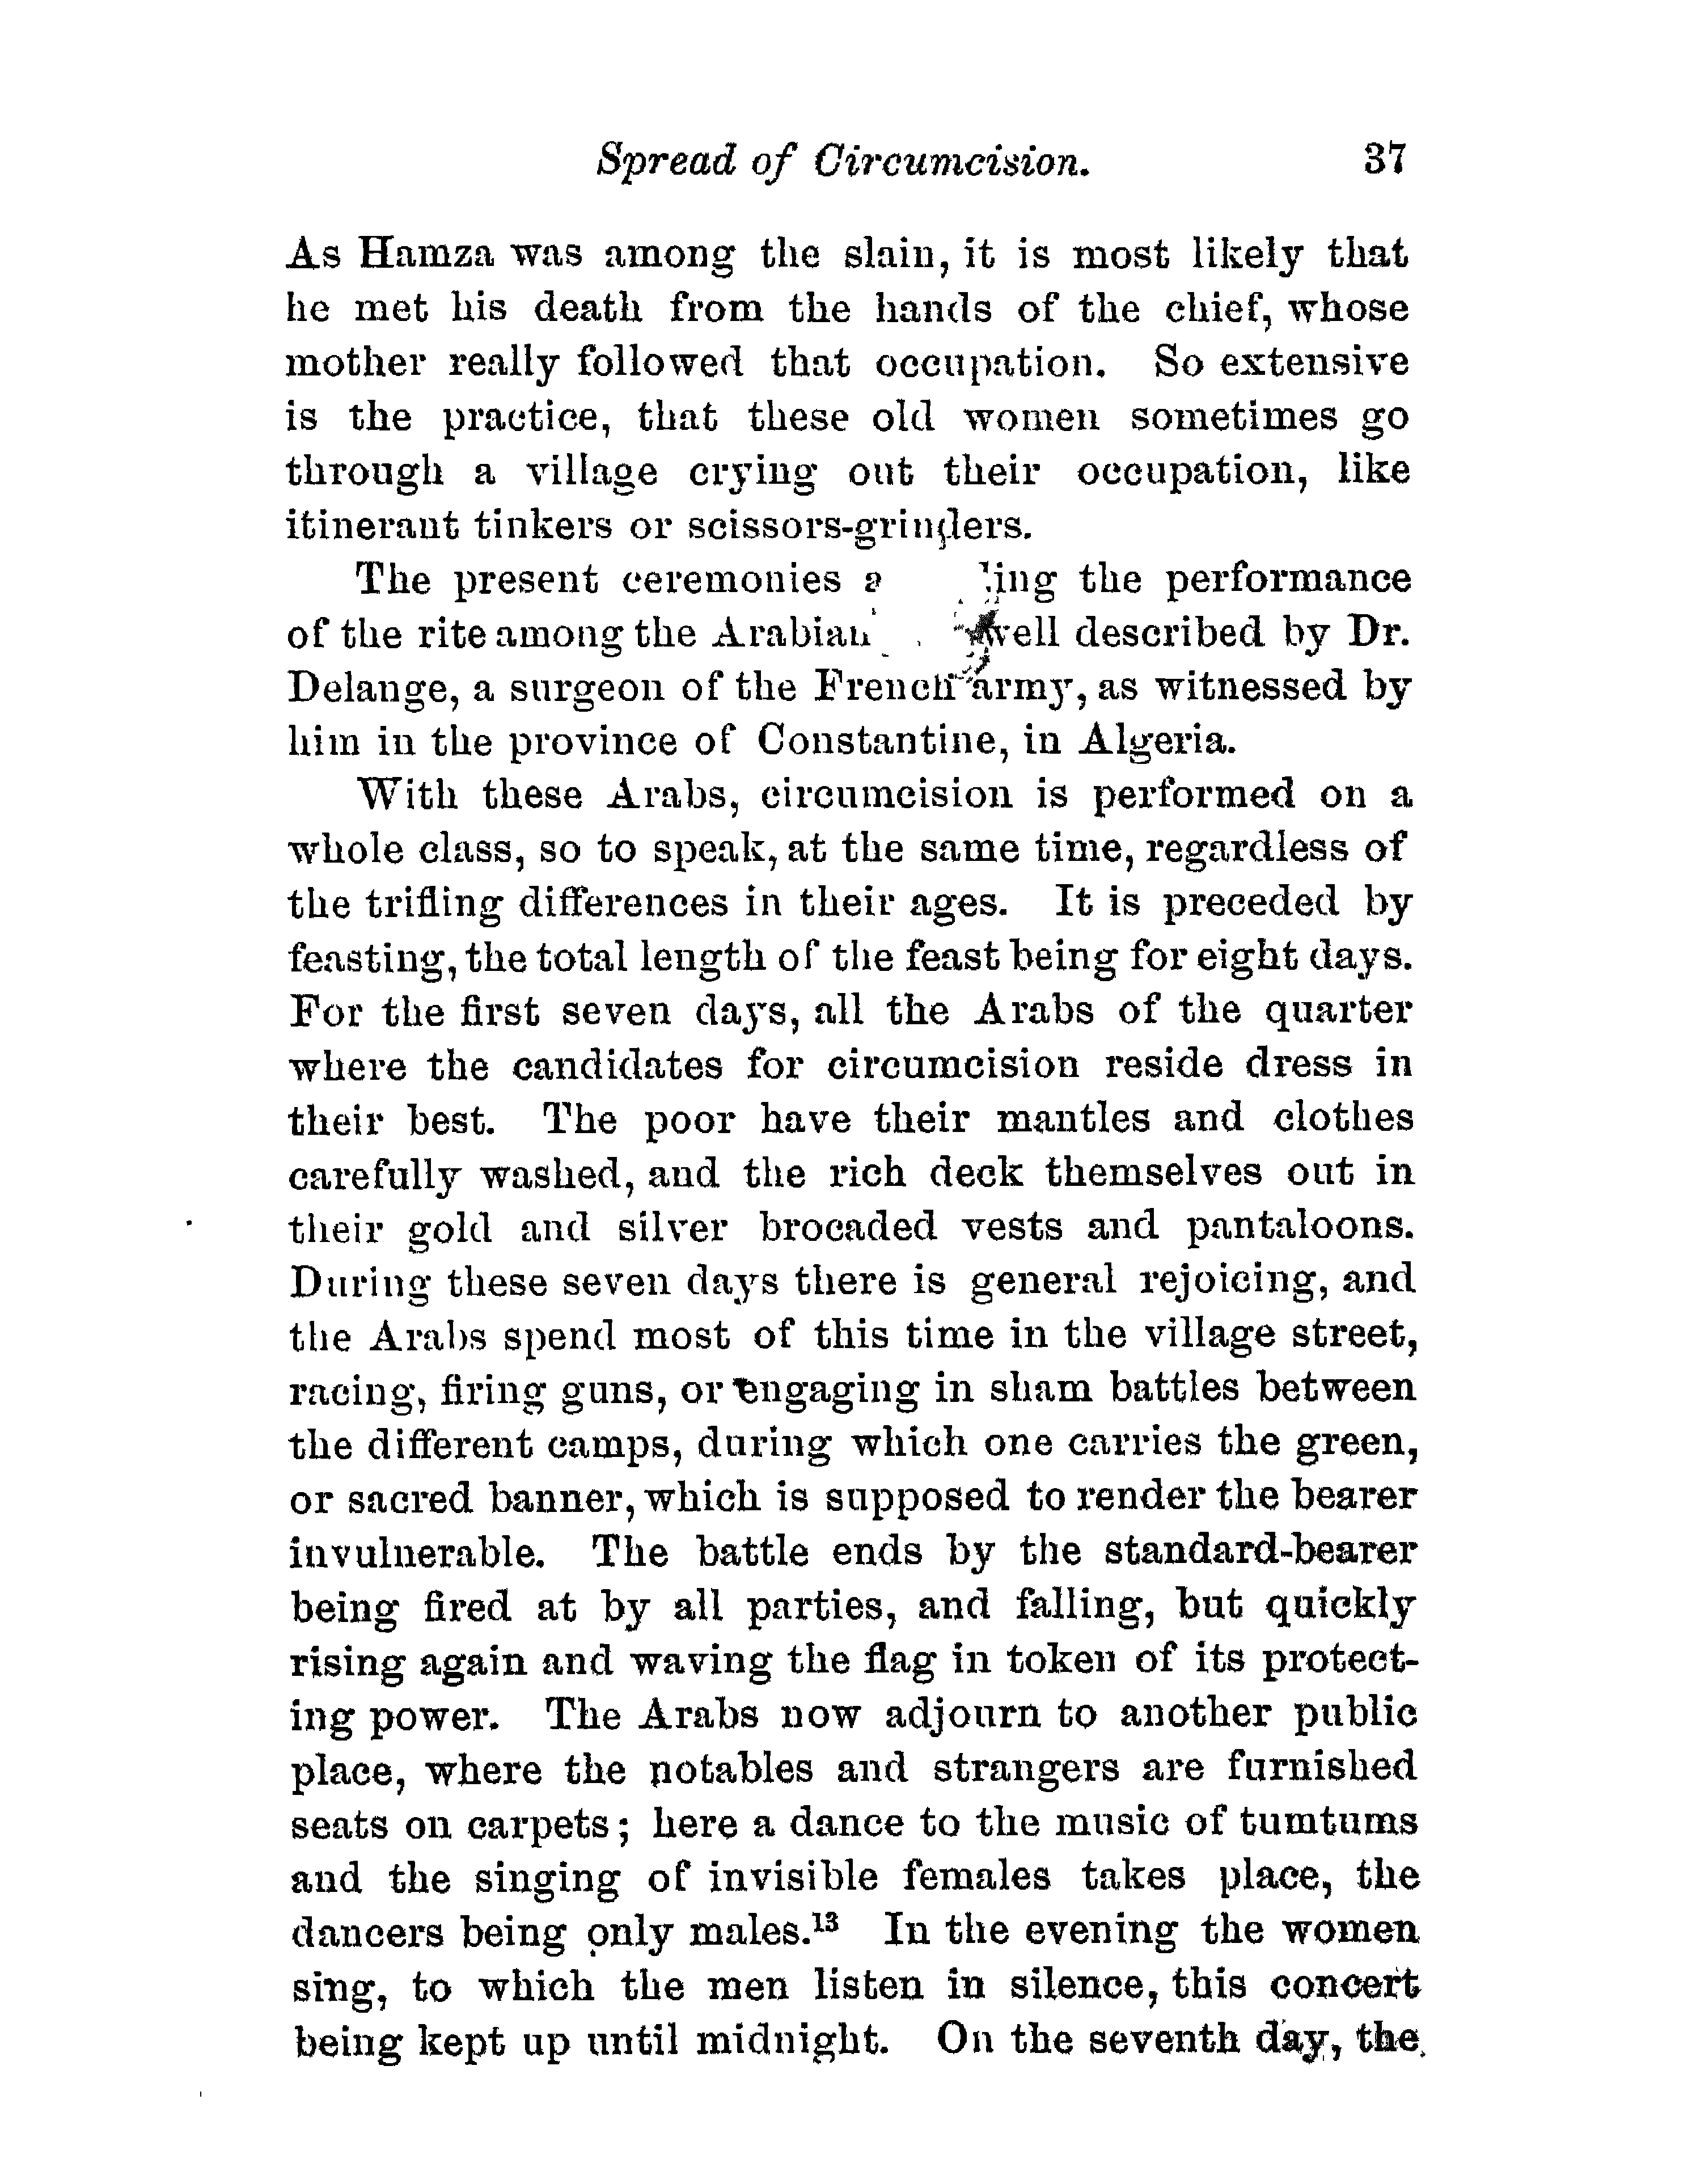 Spread of Circumcision. 37
As Hamza was among the slain, it is most likely that
he met his death from the hands of the chief, whose
mother really followed that occupation. So extensive
is the practice, that these old women sometimes go
through a village crying out their occupation, like
itinerant tinkers or scissors-grinders.
The present ceremonies the performance
of the rite among the Arabian well described by Dr.
Delange, a surgeon of the French army, as witnessed by
him in the province of Constantine, in Algeria.
With these Arabs, circumcision is performed on a
whole class, so to speak, at the same time, regardless of
the trifling differences in their ages. It is preceded by
feasting, the total length of the feast being for eight days.
For the first seven days, all the Arabs of the quarter
where the candidates for circumcision reside dress in
their best. The poor have their mantles and clothes
carefully washed, and the rich deck themselves out in
their gold and silver brocaded vests and pantaloons.
During these seven days there is general rejoicing, and
the Arabs spend most of this time in the village street,
racing, firing guns, or engaging in sham battles between
the different camps, during which one carries the green,
or sacred banner, which is supposed to render the bearer
invulnerable. The battle ends by the standard-bearer
being fired at by all parties, and falling, but quickly
rising again and waving the flag in token of its protect-
ing power. The Arabs now adjourn to another public
place, where the notables and strangers are furnished
seats on carpets; here a dance to the music of tumtums
and the singing of invisible females takes place, the
dancers being only males.¹³ In the evening the women
sing, to which the men listen in silence, this concert
being kept up until midnight. On the seventh day, the